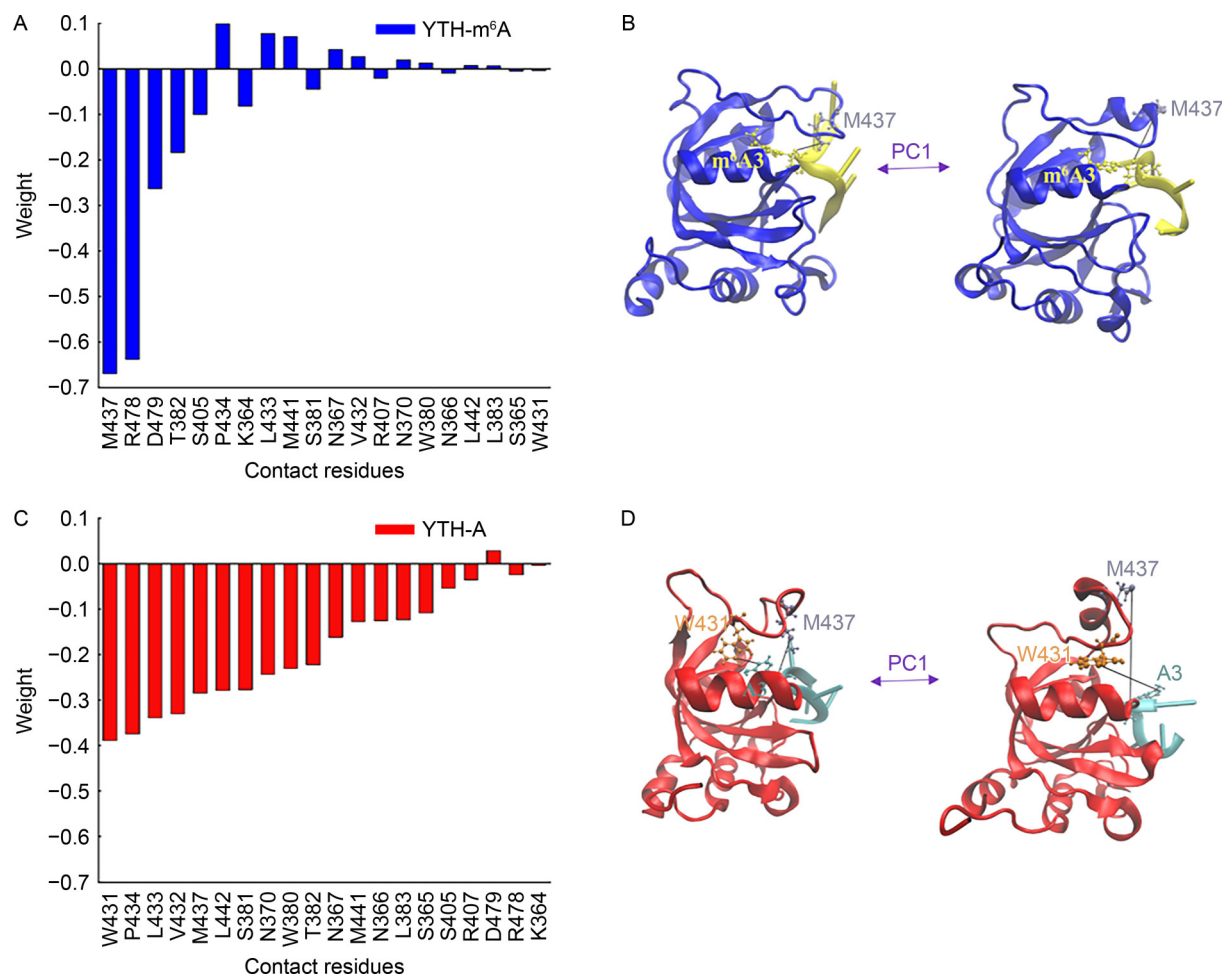 A
YTH-m⁶A
0.1
0.0
−0.1
−0.2
−0.3
−0.4
−0.5
−0.6
−0.7
Weight
M437 R478 D479 T382 S405 P434 K364 L433 M441 S381 N367 V432 R407 N370 W380 N366 L442 L383 S365 W431
Contact residues
B
M437
m⁶A3
PC1
M437
m⁶A3
C
YTH-A
0.1
0.0
−0.1
−0.2
−0.3
−0.4
−0.5
−0.6
−0.7
Weight
W431 P434 L433 V432 M437 L442 S381 N370 W380 T382 N367 M441 N366 L383 S365 S405 R407 D479 R478 K364
Contact residues
D
W431
M437
PC1
M437
W431
A3